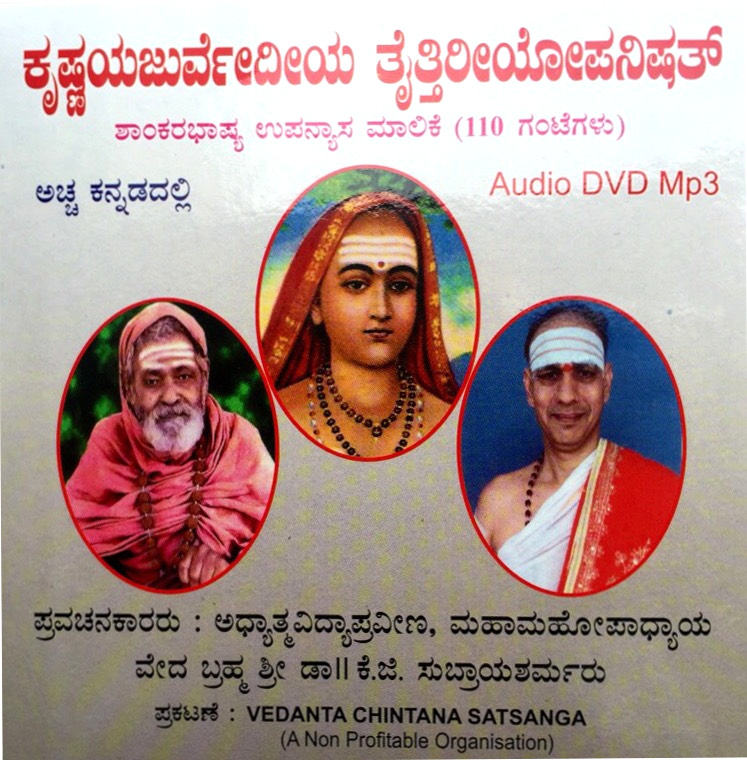 ಕೃಷ್ಣಯಜುರ್ವೇದೀಯ ತೈತ್ತಿರೀಯೋಪನಿಷತ್
ಶಾಂಕರಭಾಷ್ಯ ಉಪನ್ಯಾಸ ಮಾಲಿಕೆ (110 ಗಂಟೆಗಳು)
ಅಚ್ಚ ಕನ್ನಡದಲ್ಲಿ
Audio DVD Mp3
ಪ್ರವಚನಕಾರರು : ಅಧ್ಯಾತ್ಮವಿದ್ಯಾಪ್ರವೀಣ, ಮಹಾಮಹೋಪಾಧ್ಯಾಯ
ವೇದ ಬ್ರಹ್ಮ ಶ್ರೀ ಡಾ|| ಕೆ.ಜಿ. ಸುಬ್ರಾಯಶರ್ಮರು
ಪ್ರಕಟಣೆ : VEDANTA CHINTANA SATSANGA
(A Non Profitable Organisation)